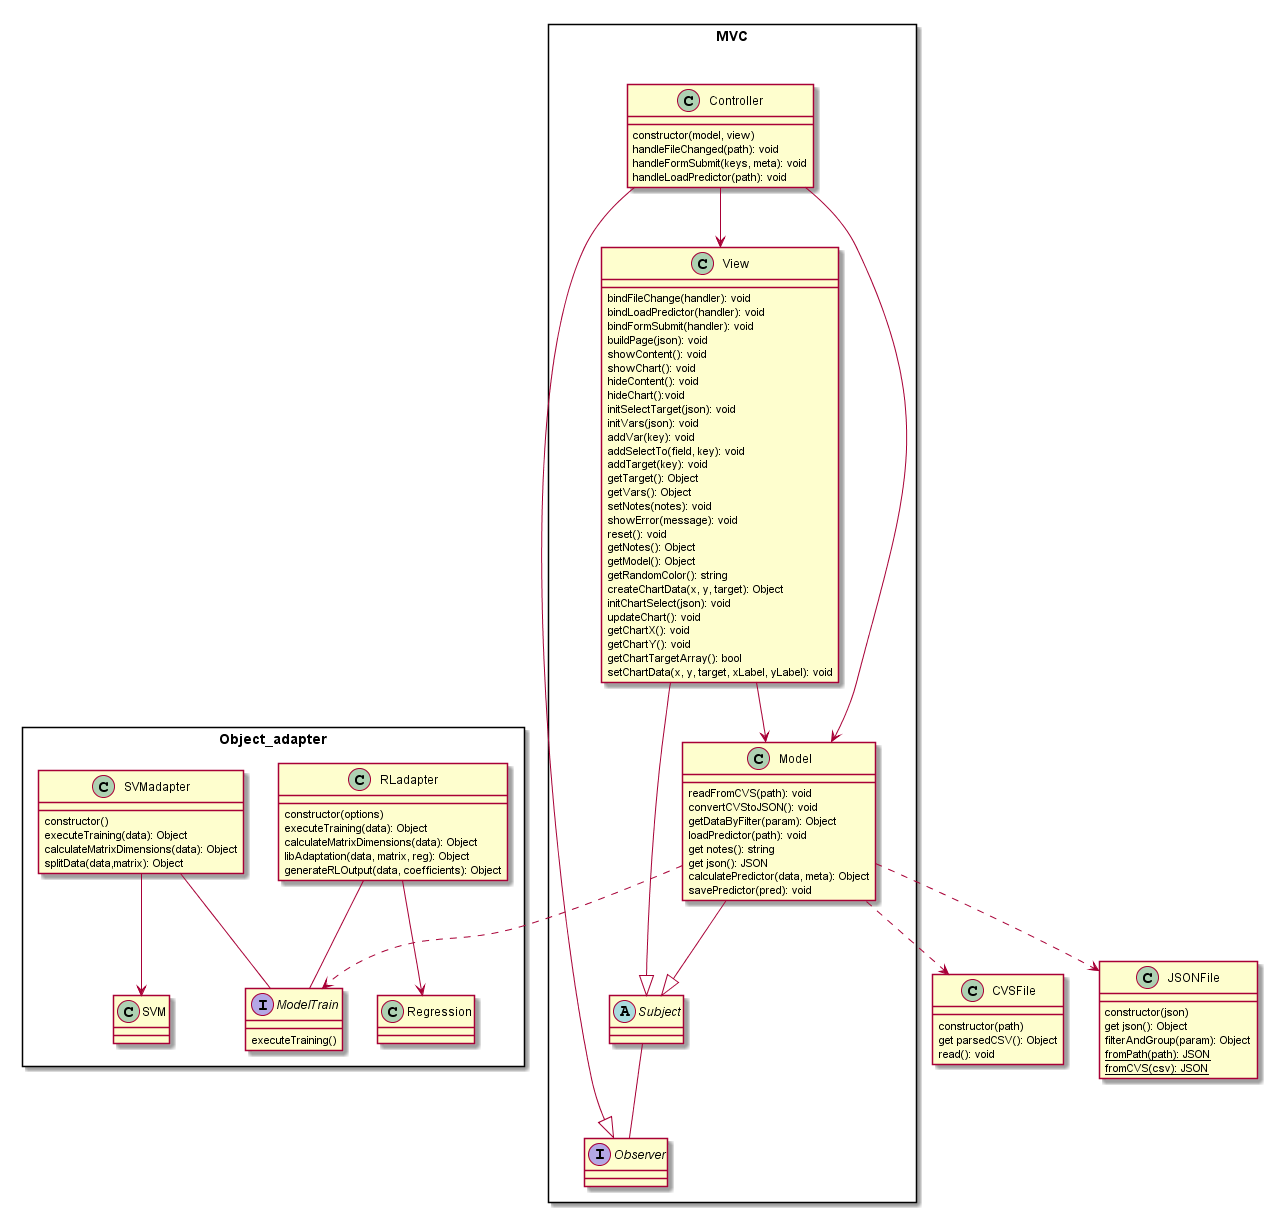 MVC
C Controller
constructor(model, view)
handleFileChanged(path): void
handleFormSubmit(keys, meta): void
handleLoadPredictor(path): void
C View
bindFileChange(handler): void
bindLoadPredictor(handler): void
bindFormSubmit(handler): void
buildPage(json): void
showContent(): void
showChart(): void
hideContent(): void
hideChart():void
initSelectTarget(json): void
initVars(json): void
addVar(key): void
addSelectTo(field, key): void
addTarget(key): void
getTarget(): Object
getVars(): Object
setNotes(notes): void
showError(message): void
reset(): void
getNotes(): Object
getModel(): Object
getRandomColor(): string
createChartData(x, y, target): Object
initChartSelect(json): void
updateChart(): void
getChartX(): void
getChartY(): void
getChartTargetArray(): bool
setChartData(x, y, target, xLabel, yLabel): void
Object_adapter
C SVMadapter
constructor()
executeTraining(data): Object
calculateMatrixDimensions(data): Object
splitData(data,matrix): Object
C RLadapter
constructor(options)
executeTraining(data): Object
calculateMatrixDimensions(data): Object
libAdaptation(data, matrix, reg): Object
generateRLOutput(data, coefficients): Object
C Model
readFromCVS(path): void
convertCVStoJSON(): void
getDataByFilter(param): Object
loadPredictor(path): void
get notes(): string
get json(): JSON
calculatePredictor(data, meta): Object
savePredictor(pred): void
C SVM
I ModelTrain
executeTraining()
C Regression
A Subject
C CVSFile
constructor(path)
get parsedCSV(): Object
read(): void
C JSONFile
constructor(json)
get json(): Object
filterAndGroup(param): Object
fromPath(path): JSON
fromCVS(csv): JSON
I Observer